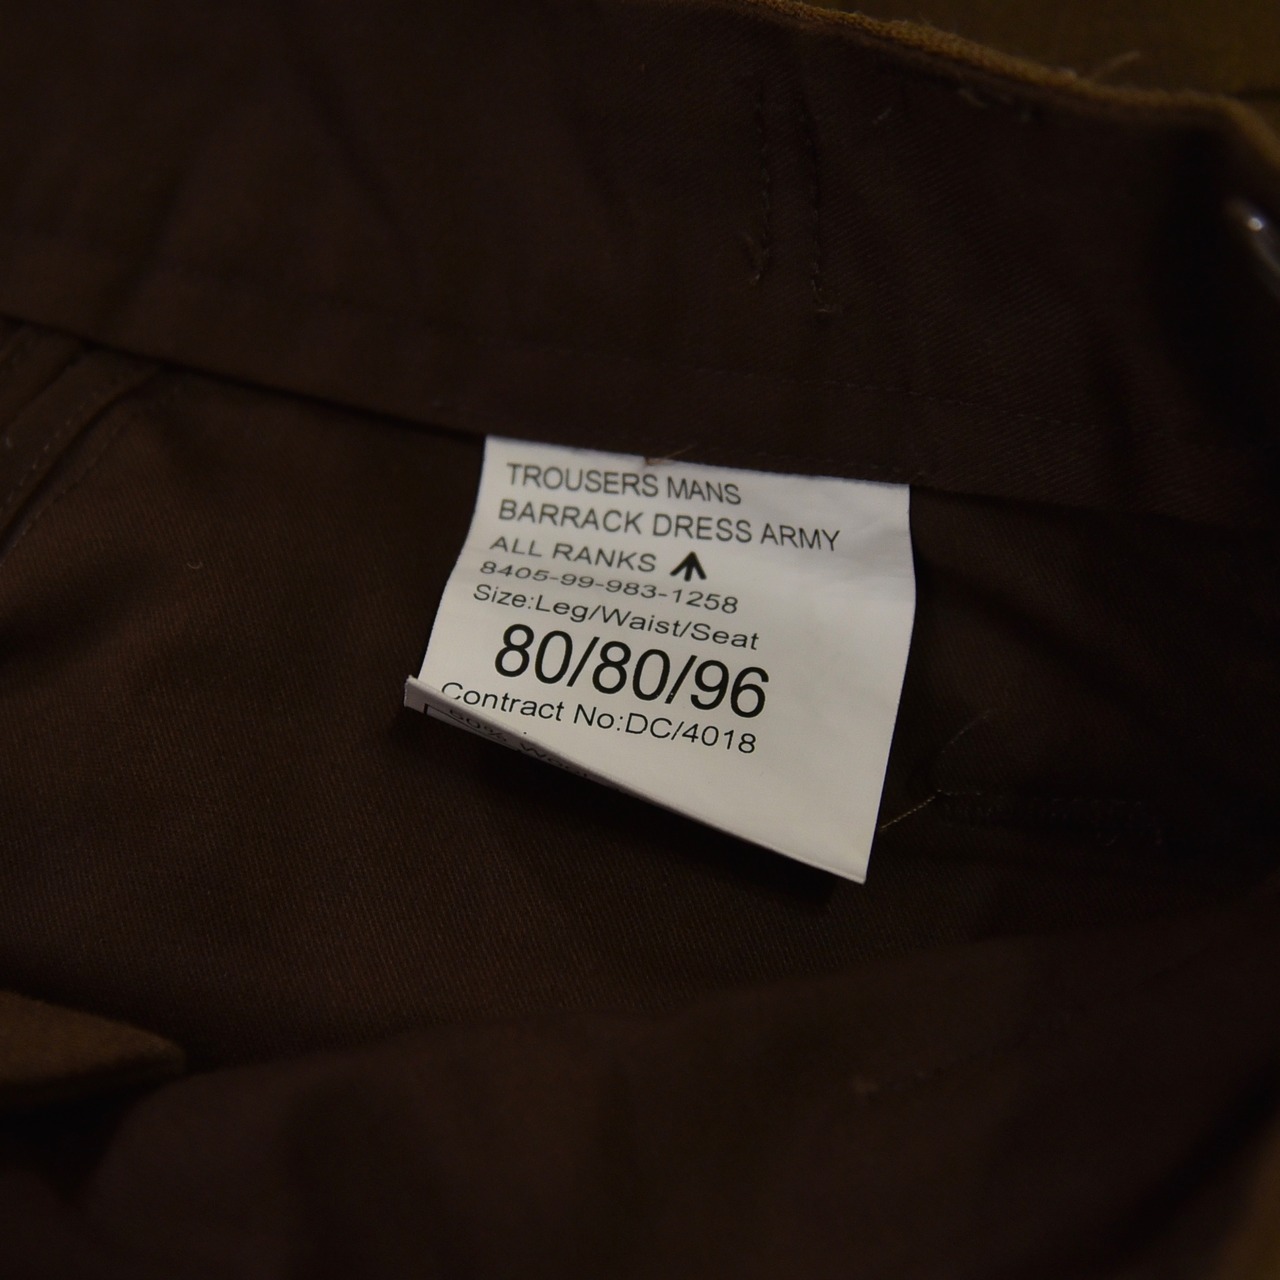 TROUSERS MANS
BARRACK DRESS ARMY
ALL RANKS
8405-99-983-1258
Size:Leg/Waist/Seat
80/80/96
Contract No:DC/4018